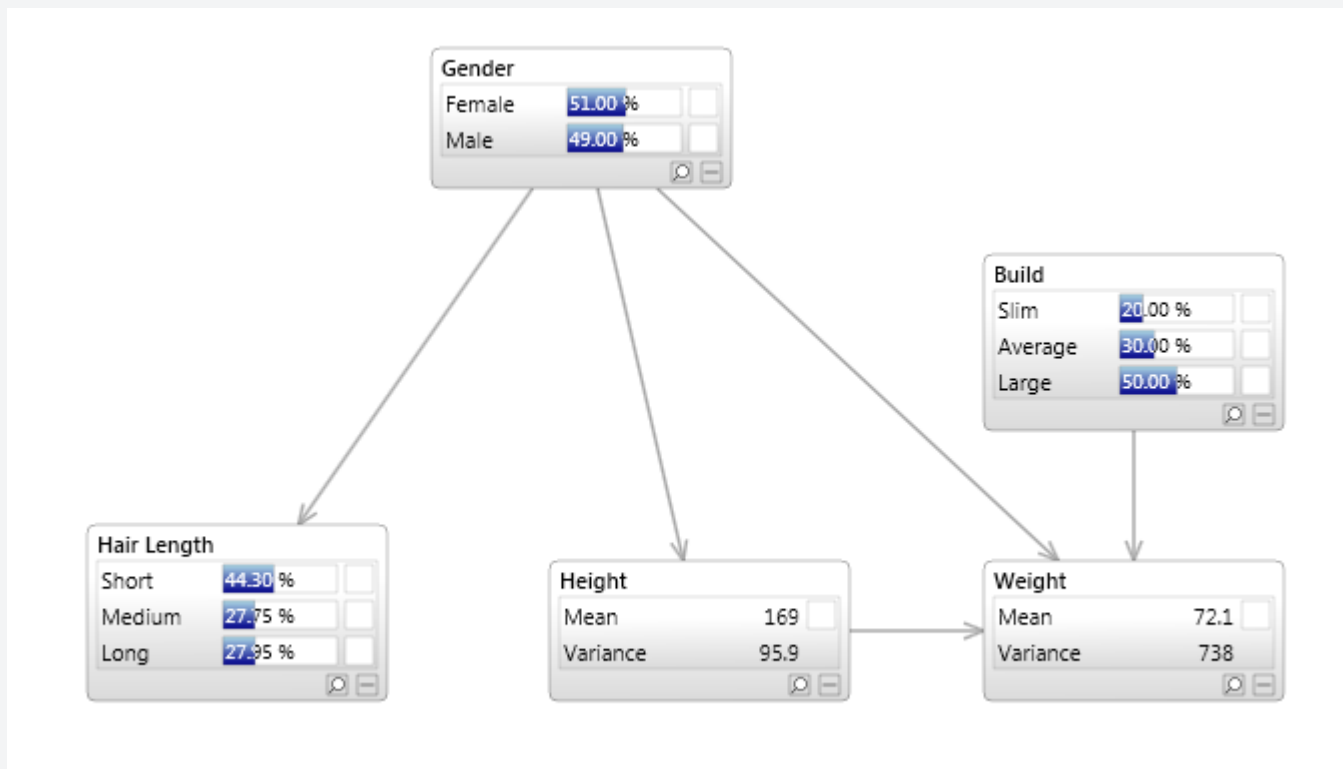 Gender
Female 51.00 %
Male 49.00 %
Build
Slim 20.00 %
Average 30.00 %
Large 50.00 %
Hair Length
Short 44.30 %
Medium 27.75 %
Long 27.95 %
Height
Mean 169
Variance 95.9
Weight
Mean 72.1
Variance 738